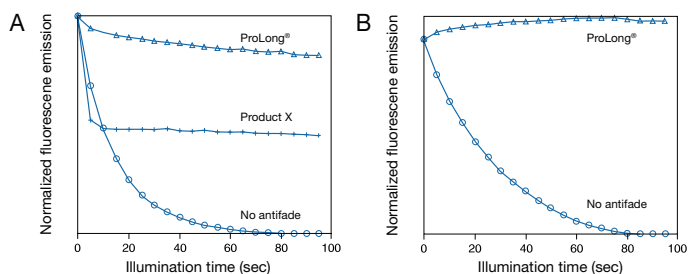 A
Normalized fluorescene emission
ProLong®
Product X
No antifade
0 20 40 60 80 100
Illumination time (sec)
B
Normalized fluorescene emission
ProLong®
No antifade
0 20 40 60 80 100
Illumination time (sec)